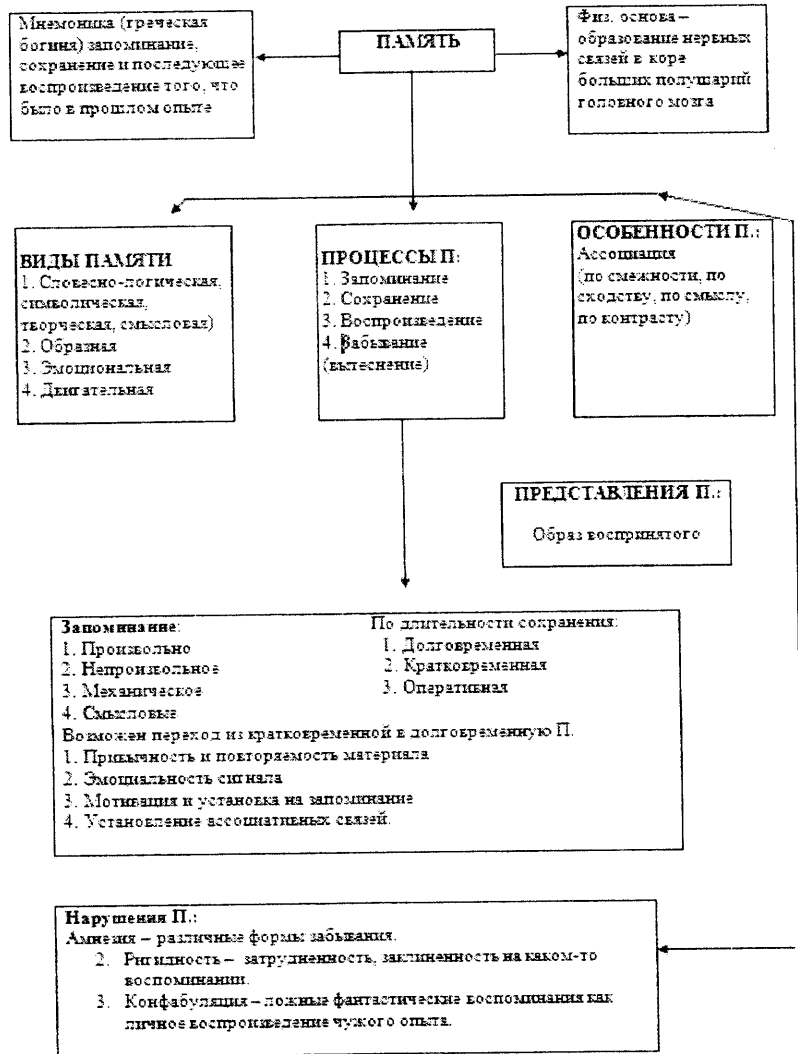 Мнемоника (греческая
богиня) запоминание,
сохранение и последующее
воспроизведение того, что
было в прошлом опыте
ПАМЯТЬ
Физ. основа –
образование нервных
связей в коре
больших полушарий
головного мозга
ВИДЫ ПАМЯТИ
1. Словесно-логическая,
символическая,
творческая, смысловая)
2. Образная
3. Эмоциональная
4. Двигательная
ПРОЦЕССЫ П:
1. Запоминание
2. Сохранение
3. Воспроизведение
4. Забывание
(вытеснение)
ОСОБЕННОСТИ П.:
Ассоциация
(по смежности, по
сходству, по смыслу,
по контрасту)
ПРЕДСТАВЛЕНИЯ П.:
Образ воспринятого
Запоминание:
1. Произвольно
2. Непроизвольное
3. Механическое
4. Смысловые
По длительности сохранения:
1. Долговременная
2. Кратковременная
3. Оперативная
Возможен переход из кратковременной в долговременную П.
1. Привычность и повторяемость материала
2. Эмоциальность сигнала
3. Мотивация и установка на запоминание
4. Установление ассоциативных связей.
Нарушения П.:
Амнезия – различные формы забывания.
2. Ригидность – затрудненность, заклиненность на каком-то
воспоминании.
3. Конфабуляция – ложные фантастические воспоминания как
личное воспроизведение чужого опыта.